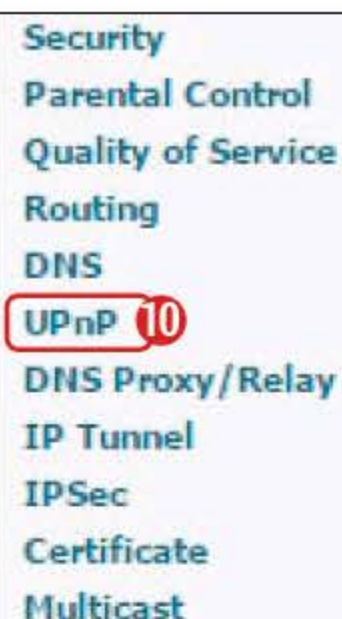 Security
Parental Control
Quality of Service
Routing
DNS
UPnP 10
DNS Proxy/Relay
IP Tunnel
IPSec
Certificate
Multicast